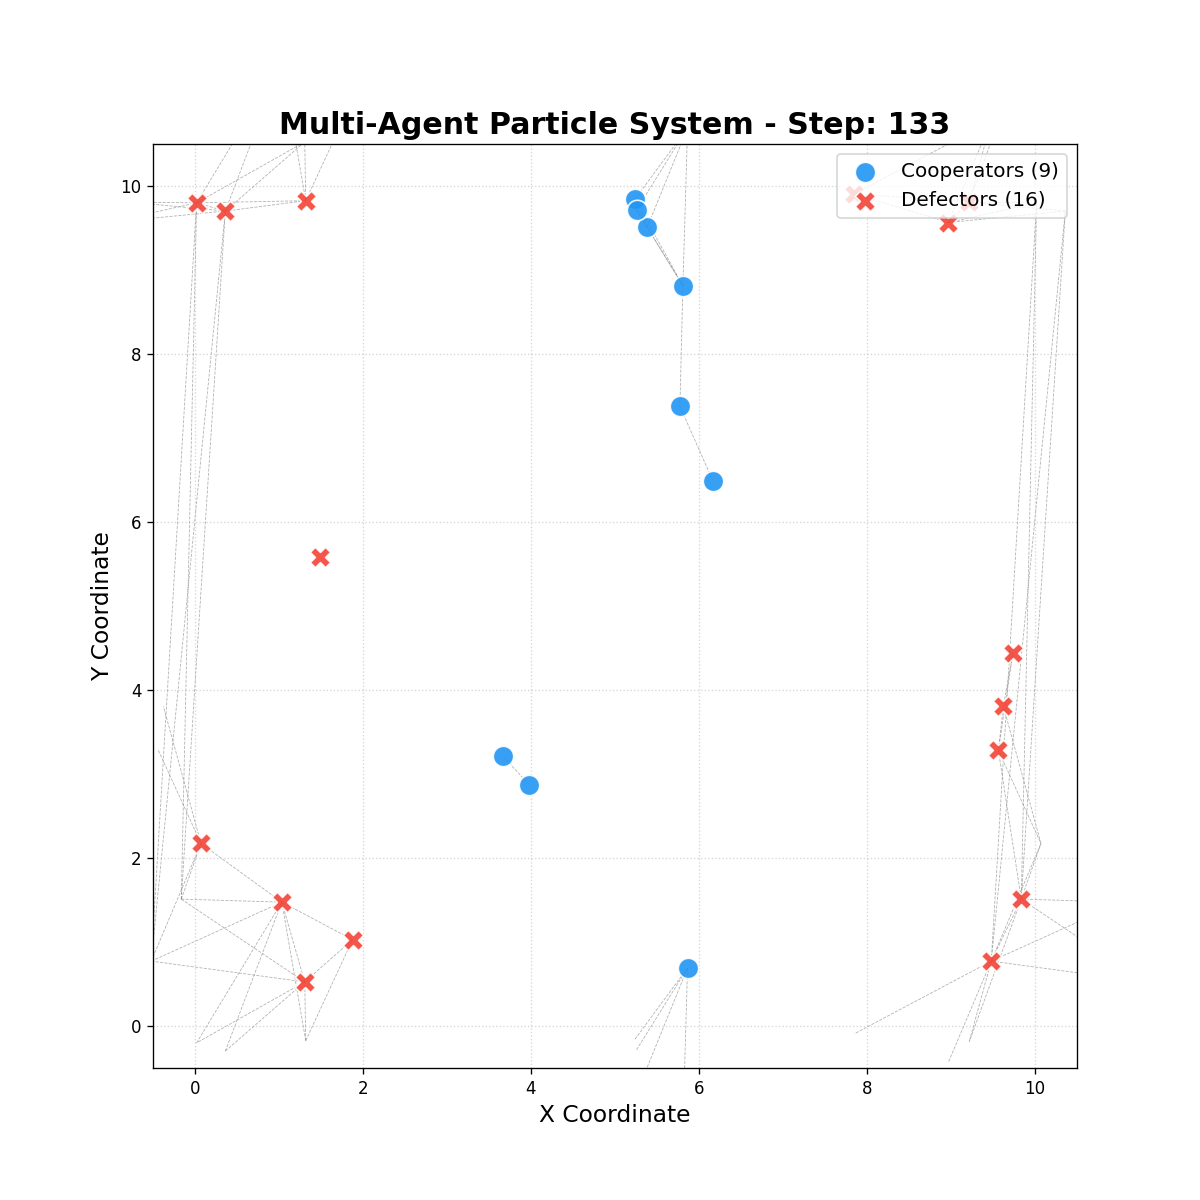 Multi-Agent Particle System - Step: 133
Cooperators (9)
Defectors (16)
10
8
6
4
2
0
Y Coordinate
0 2 4 6 8 10
X Coordinate